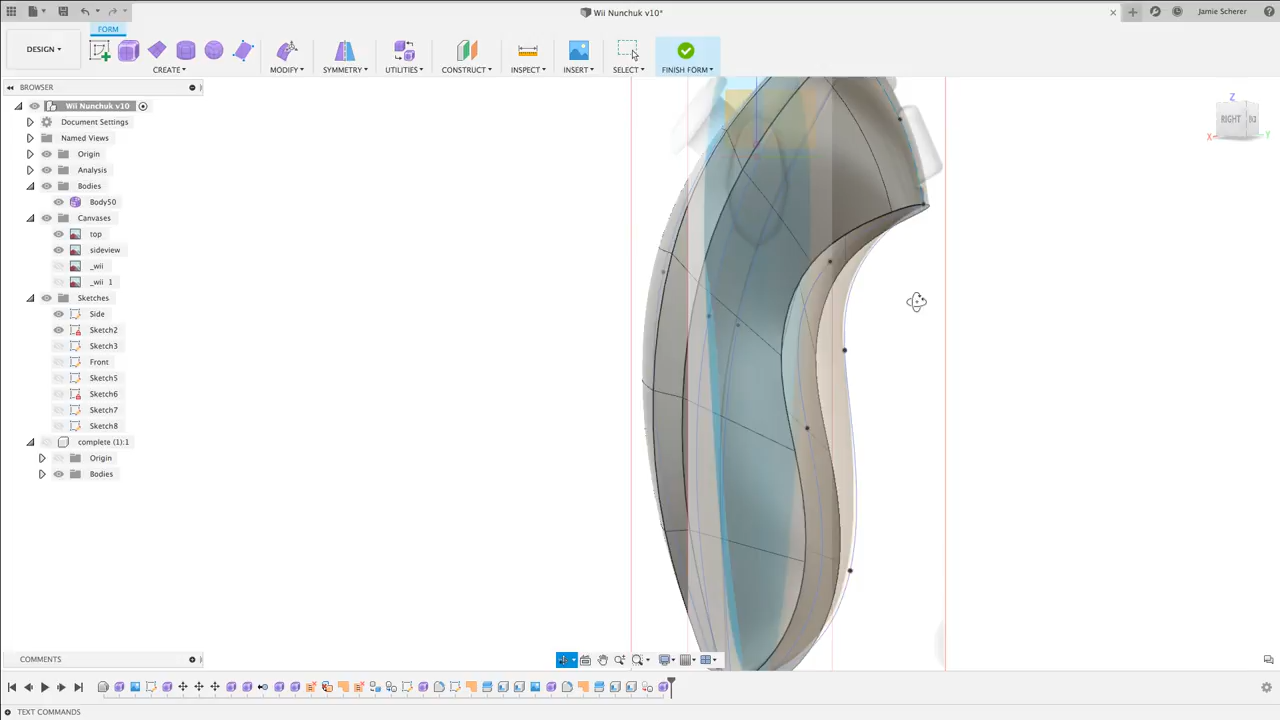 Wii Nunchuk v10*
Jamie Scherer
FORM
DESIGN
CREATE
MODIFY
SYMMETRY
UTILITIES
CONSTRUCT
INSPECT
INSERT
SELECT
FINISH FORM
BROWSER
Wii Nunchuk v10
Document Settings
Named Views
Origin
Analysis
Bodies
Body50
Canvases
top
sideview
_wii
_wii 1
Sketches
Side
Sketch2
Sketch3
Front
Sketch5
Sketch6
Sketch7
Sketch8
complete (1):1
Origin
Bodies
Z
RIGHT
X
Y
COMMENTS
TEXT COMMANDS